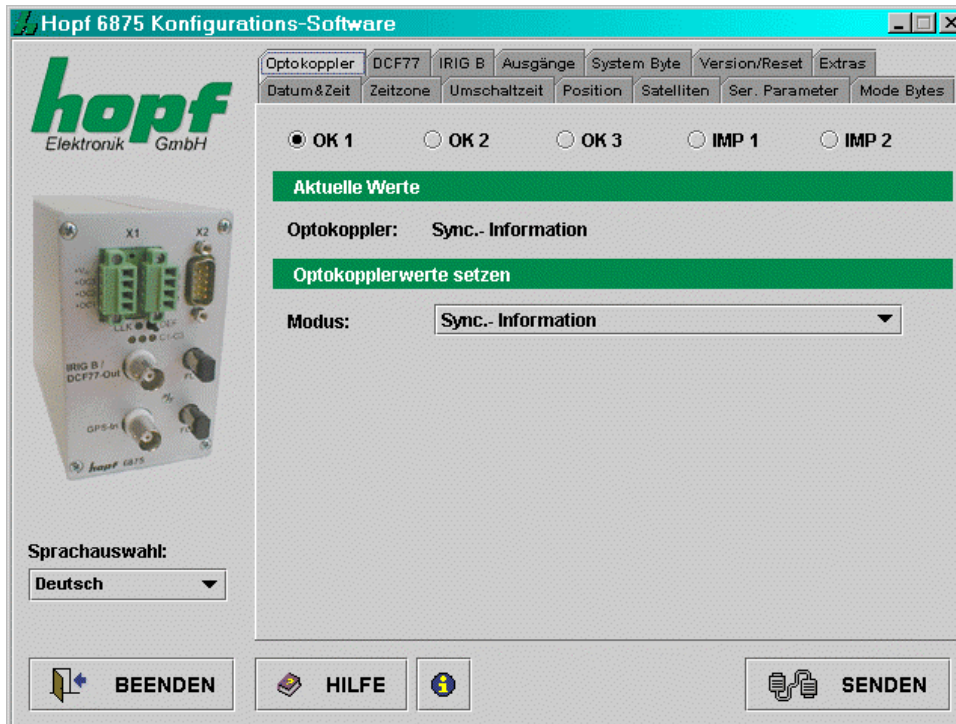 Hopf 6875 Konfigurations-Software
hopf
Elektronik GmbH
Optokoppler DCF77 IRIG B Ausgänge System Byte Version/Reset Extras
Datum&Zeit Zeitzone Umschaltzeit Position Satelliten Ser. Parameter Mode Bytes
OK 1 OK 2 OK 3 IMP 1 IMP 2
Aktuelle Werte
Optokoppler: Sync.- Information
Optokopplerwerte setzen
Modus: Sync.- Information
X1 X2
IRIG B /
DCF77-Out
GPS-In
hopf 6875
Sprachauswahl:
Deutsch
BEENDEN HILFE SENDEN